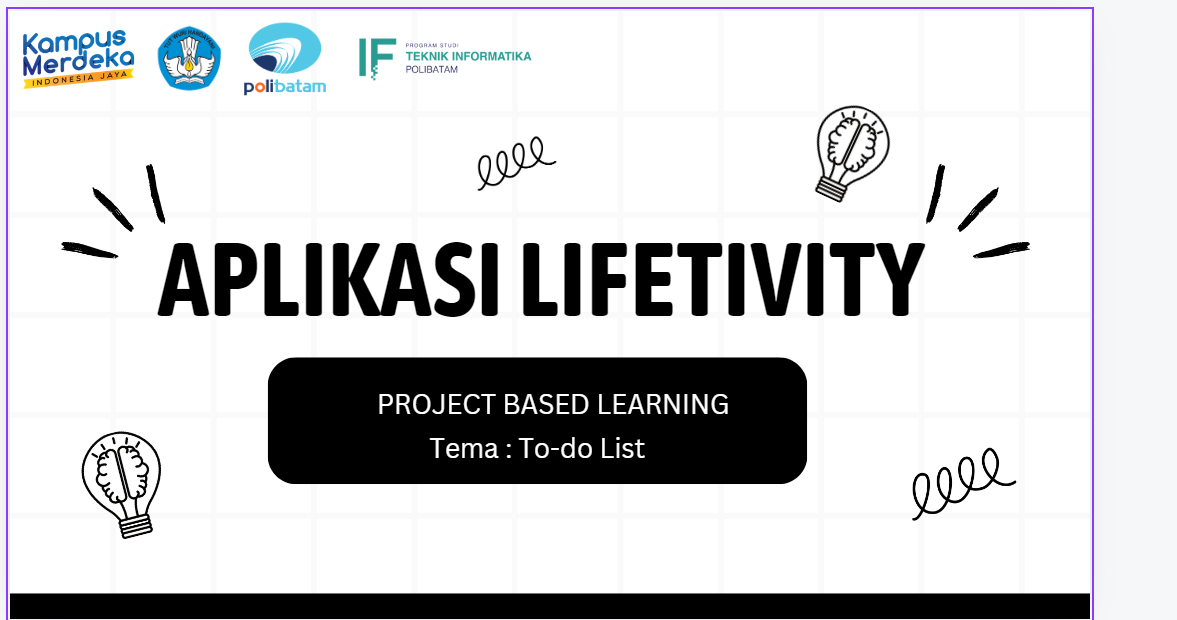 Kampus
Merdeka
INDONESIA JAYA
TUT WURI HANDAYANI
polibatam
IF
PROGRAM STUDI
TEKNIK INFORMATIKA
POLIBATAM
APLIKASI LIFETIVITY
PROJECT BASED LEARNING
Tema : To-do List